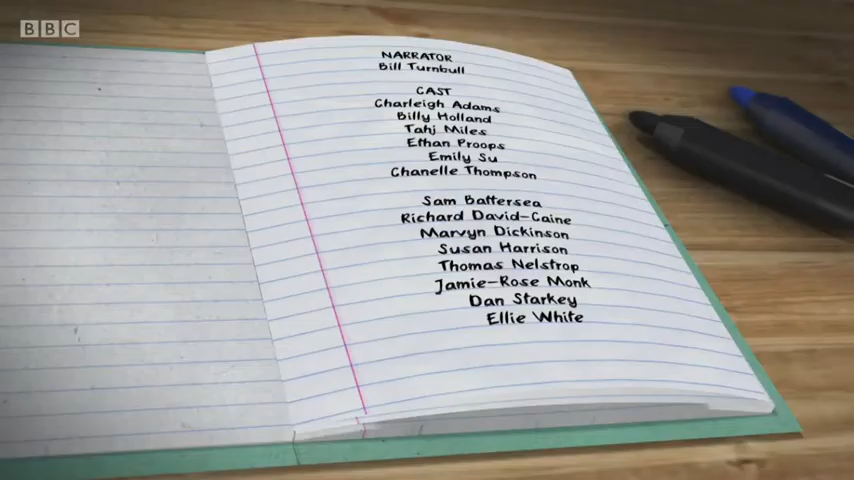 BBC
NARRATOR
Bill Turnbull
CAST
Charleigh Adams
Billy Holland
Tahj Miles
Ethan Proops
Emily Su
Chanelle Thompson
Sam Battersea
Richard David-Caine
Marvyn Dickinson
Susan Harrison
Thomas Nelstrop
Jamie-Rose Monk
Dan Starkey
Ellie White